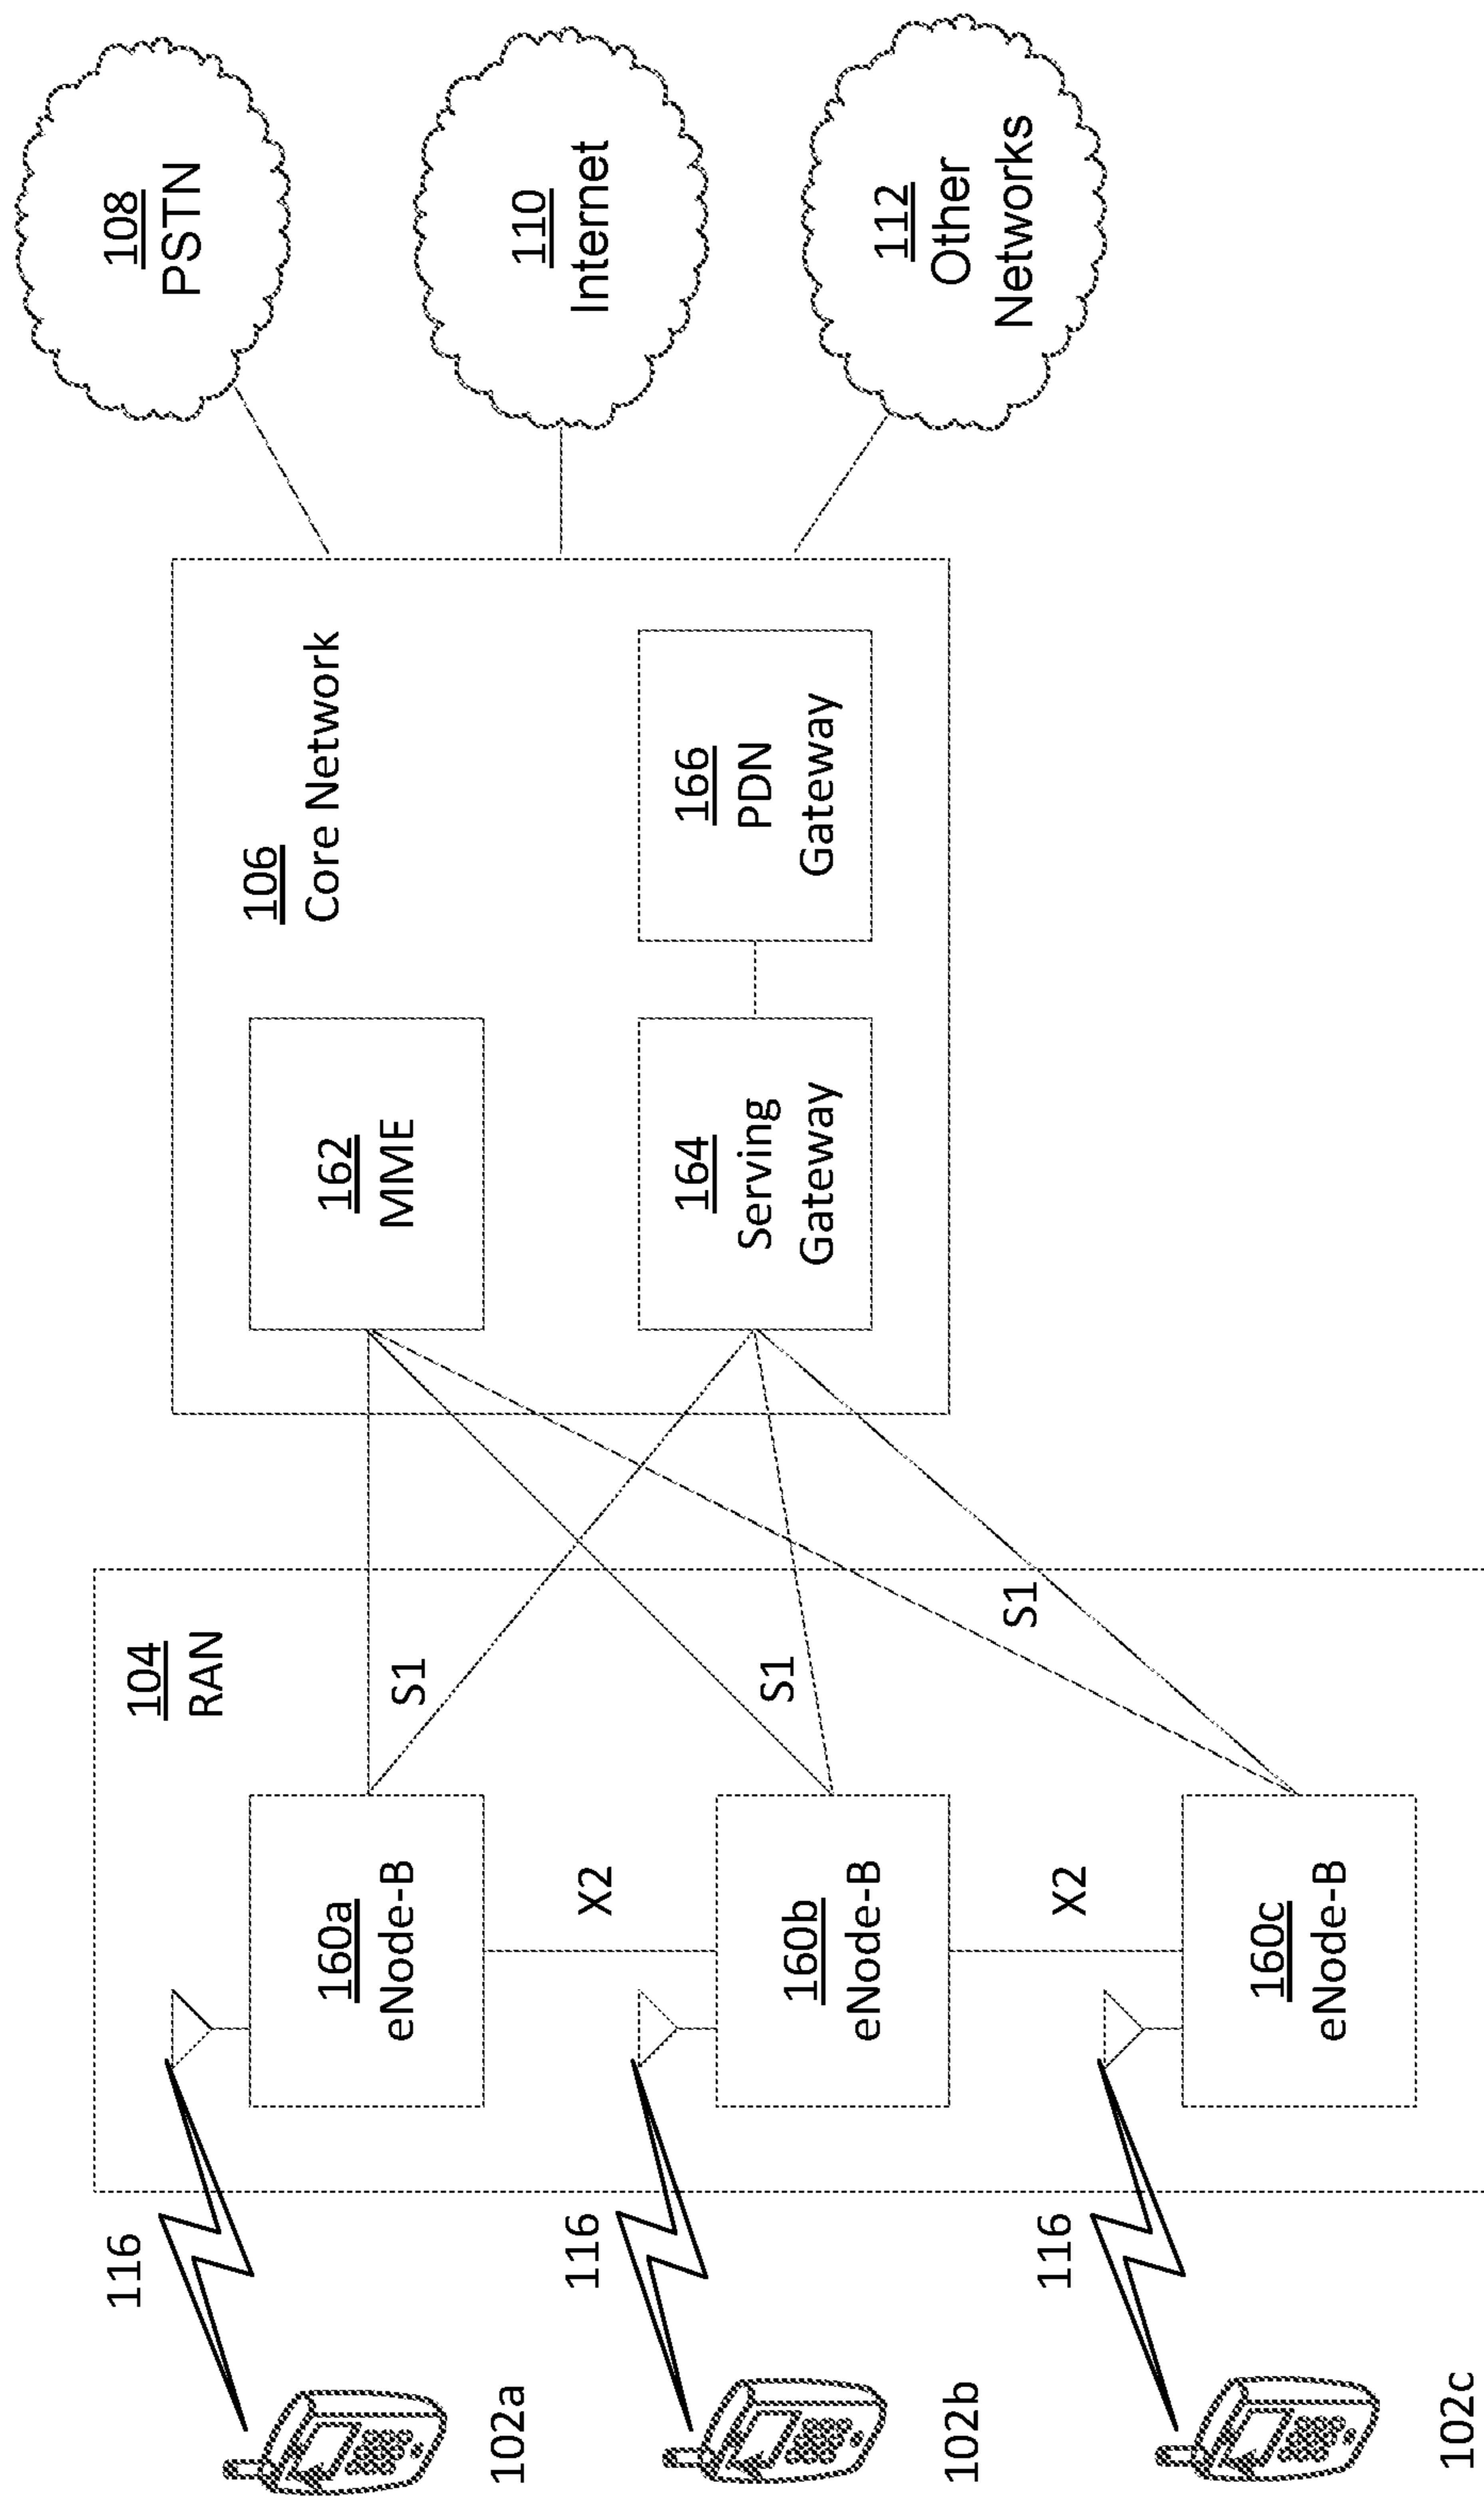 104
RAN
116
102a
160a
eNode-B
S1
X2
116
102b
160b
eNode-B
S1
X2
116
102c
160c
eNode-B
S1
106
Core Network
162
MME
164
Serving
Gateway
166
PDN
Gateway
108
PSTN
110
Internet
112
Other
Networks